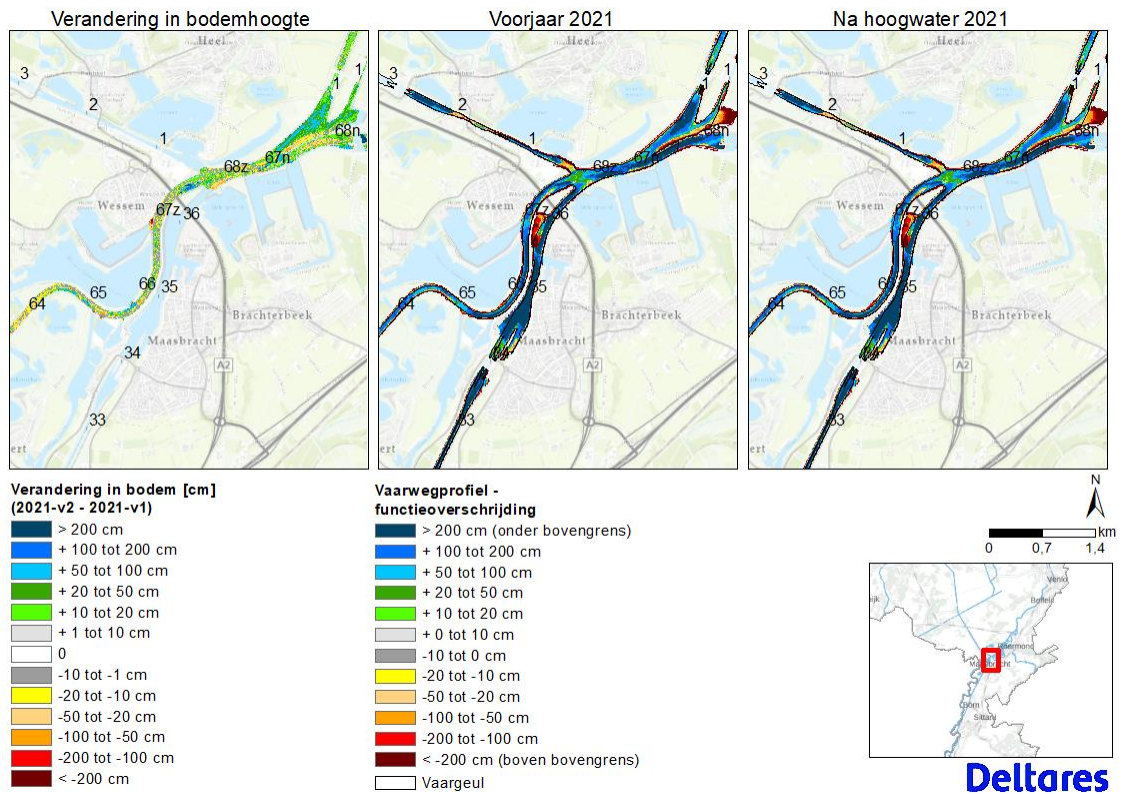 Verandering in bodemhoogte
Voorjaar 2021
Na hoogwater 2021
Heel
3
2
1
1
1
68n
67n
68z
67z
36
Wessem
66
35
65
64
Brachterbeek
Maasbracht
34
A2
33
Heel
3
2
1
1
1
68n
68z
36
Wessem
35
65
64
Brachterbeek
Maasbracht
A2
33
Heel
3
2
1
1
1
68n
68z
36
Wessem
35
65
64
Brachterbeek
Maasbracht
A2
33
Verandering in bodem [cm]
(2021-v2 - 2021-v1)
> 200 cm
+ 100 tot 200 cm
+ 50 tot 100 cm
+ 20 tot 50 cm
+ 10 tot 20 cm
+ 1 tot 10 cm
0
-10 tot -1 cm
-20 tot -10 cm
-50 tot -20 cm
-100 tot -50 cm
-200 tot -100 cm
< -200 cm
Vaarwegprofiel -
functieoverschrijding
> 200 cm (onder bovengrens)
+ 100 tot 200 cm
+ 50 tot 100 cm
+ 20 tot 50 cm
+ 10 tot 20 cm
+ 0 tot 10 cm
-10 tot 0 cm
-20 tot -10 cm
-50 tot -20 cm
-100 tot -50 cm
-200 tot -100 cm
< -200 cm (boven bovengrens)
Vaargeul
N
km
0 0,7 1,4
Venlo
Roermond
Born
Sittard
Deltares